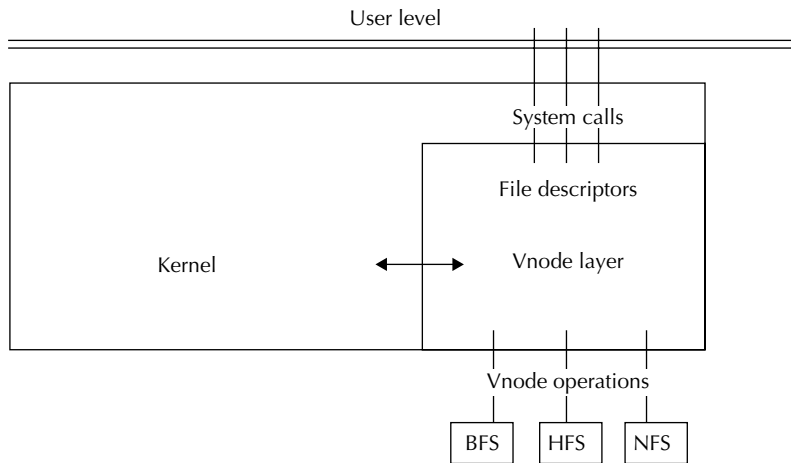 User level
System calls
File descriptors
Kernel
Vnode layer
Vnode operations
BFS
HFS
NFS